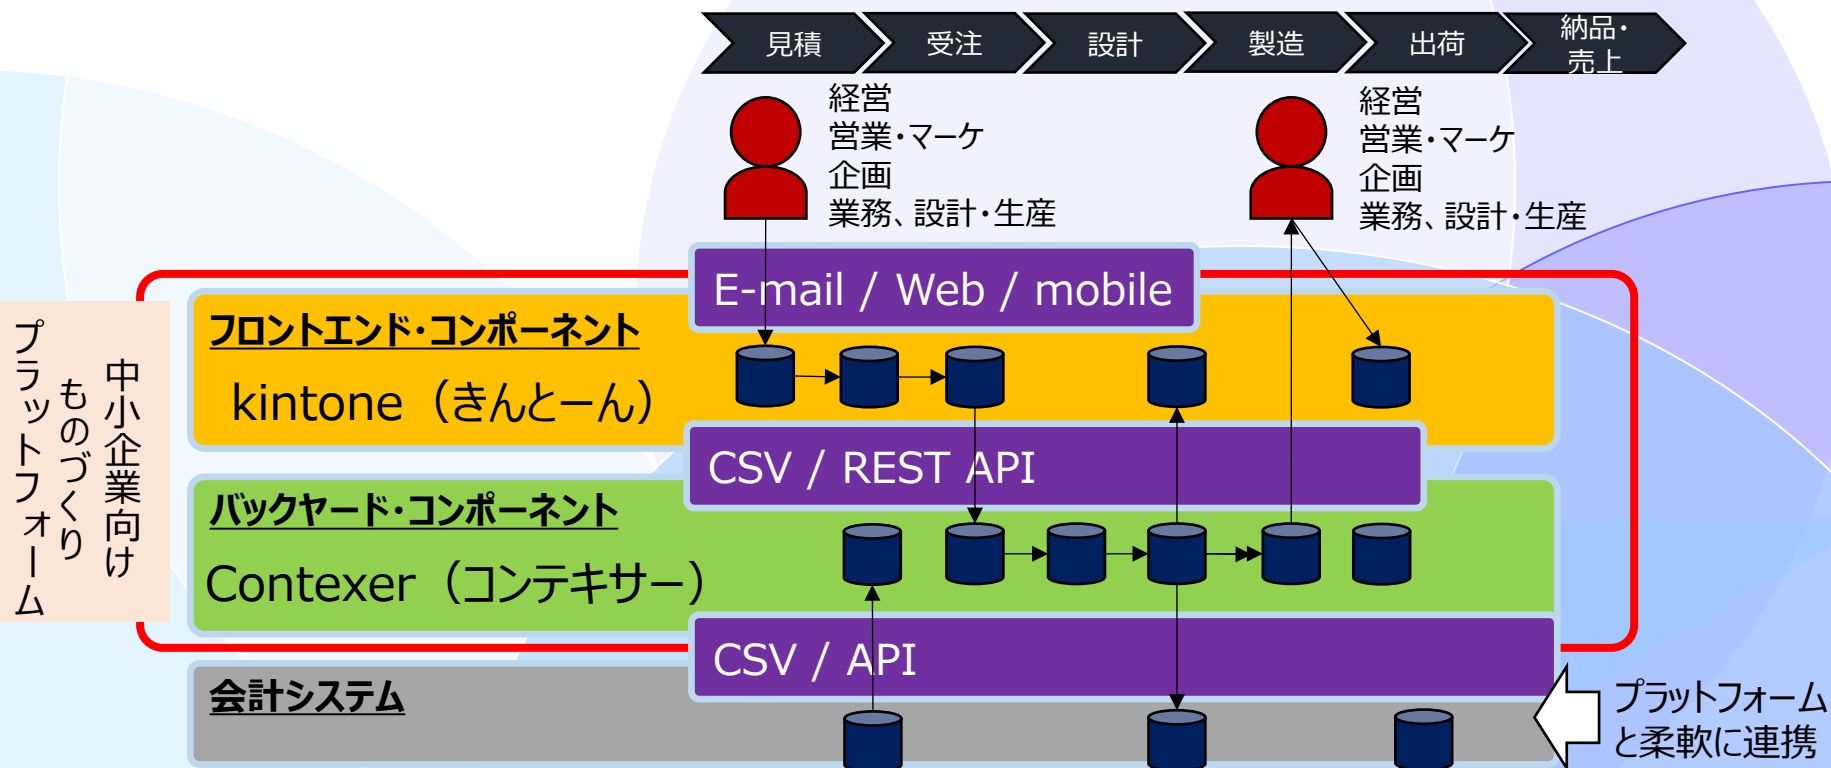 見積
受注
設計
製造
出荷
納品・
売上
経営
営業・マーケ
企画
業務、設計・生産
経営
営業・マーケ
企画
業務、設計・生産
E-mail / Web / mobile
フロントエンド・コンポーネント
kintone（きんとーん）
CSV / REST API
中小企業向け
ものづくり
プラットフォーム
バックヤード・コンポーネント
Contexer（コンテキサー）
CSV / API
会計システム
プラットフォーム
と柔軟に連携